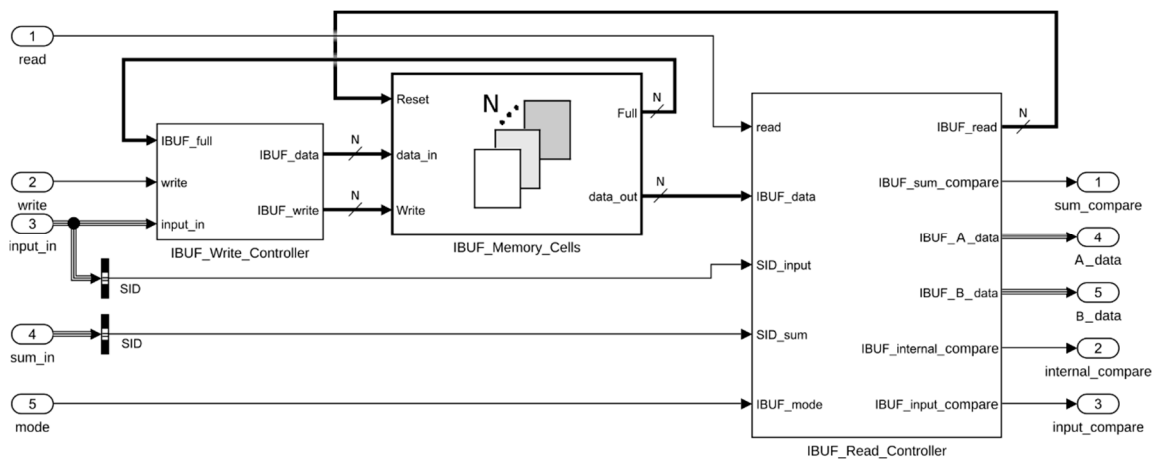 1
read
2
write
3
input_in
4
sum_in
5
mode
IBUF_full
write
input_in
IBUF_data
IBUF_write
IBUF_Write_Controller
N
N
Reset
data_in
Write
N
Full
data_out
IBUF_Memory_Cells
N
N
SID
SID
read
IBUF_data
SID_input
SID_sum
IBUF_mode
IBUF_read
IBUF_sum_compare
IBUF_A_data
IBUF_B_data
IBUF_internal_compare
IBUF_input_compare
IBUF_Read_Controller
N
1
sum_compare
4
A_data
5
B_data
2
internal_compare
3
input_compare